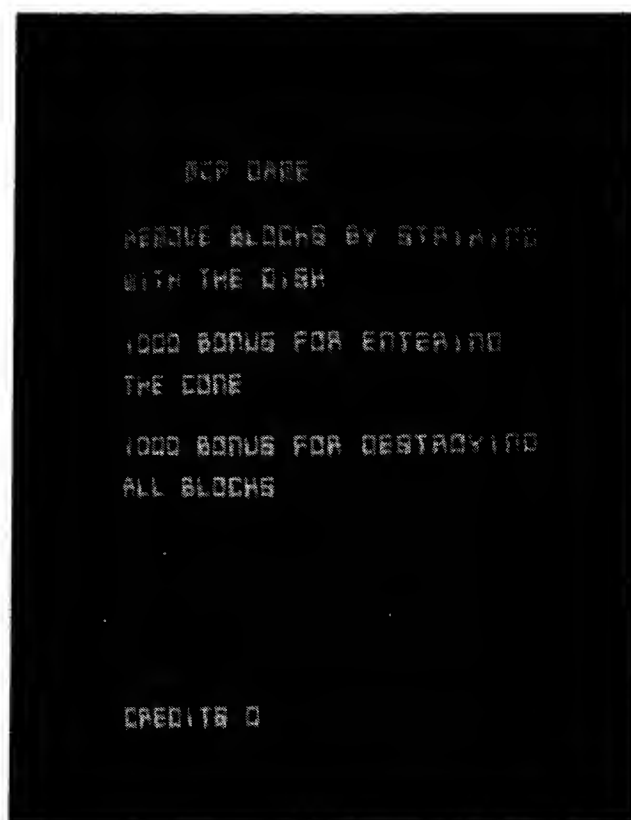 MCP GAME
REMOVE BLOCKS BY STRIKING
WITH THE DISK
1000 BONUS FOR ENTERING
THE CONE
1000 BONUS FOR DESTROYING
ALL BLOCKS
CREDITS 0